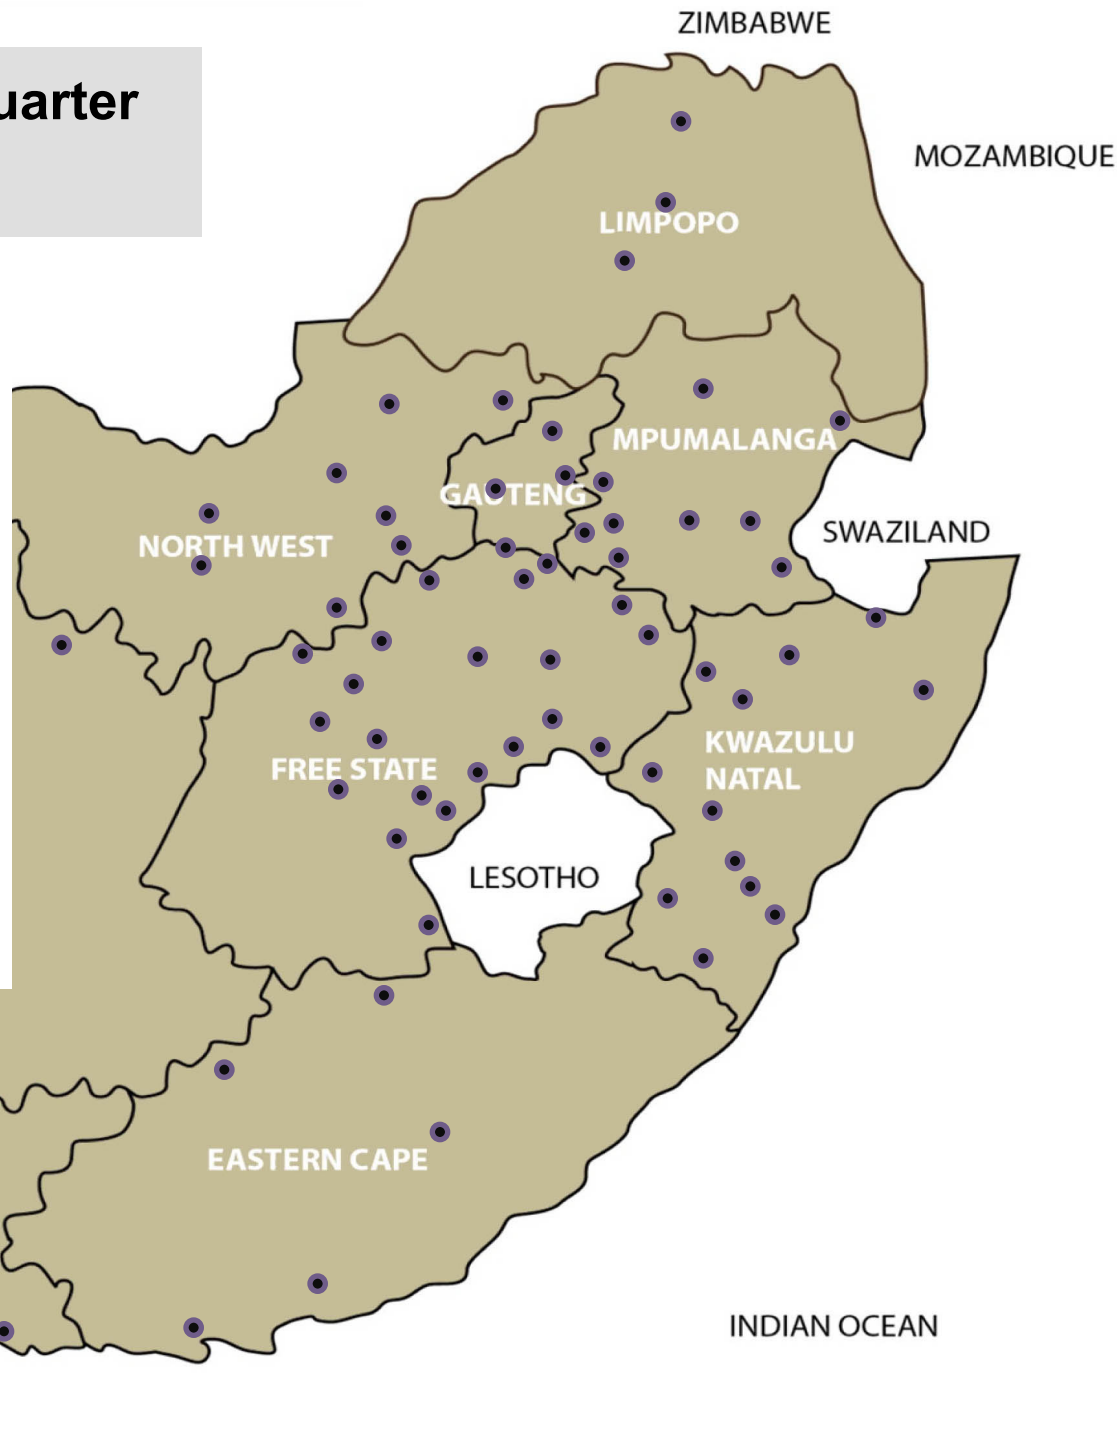 ZIMBABWE
uarter
MOZAMBIQUE
LIMPOPO
MPUMALANGA
GAUTENG
SWAZILAND
NORTH WEST
KWAZULU
NATAL
FREE STATE
LESOTHO
EASTERN CAPE
INDIAN OCEAN